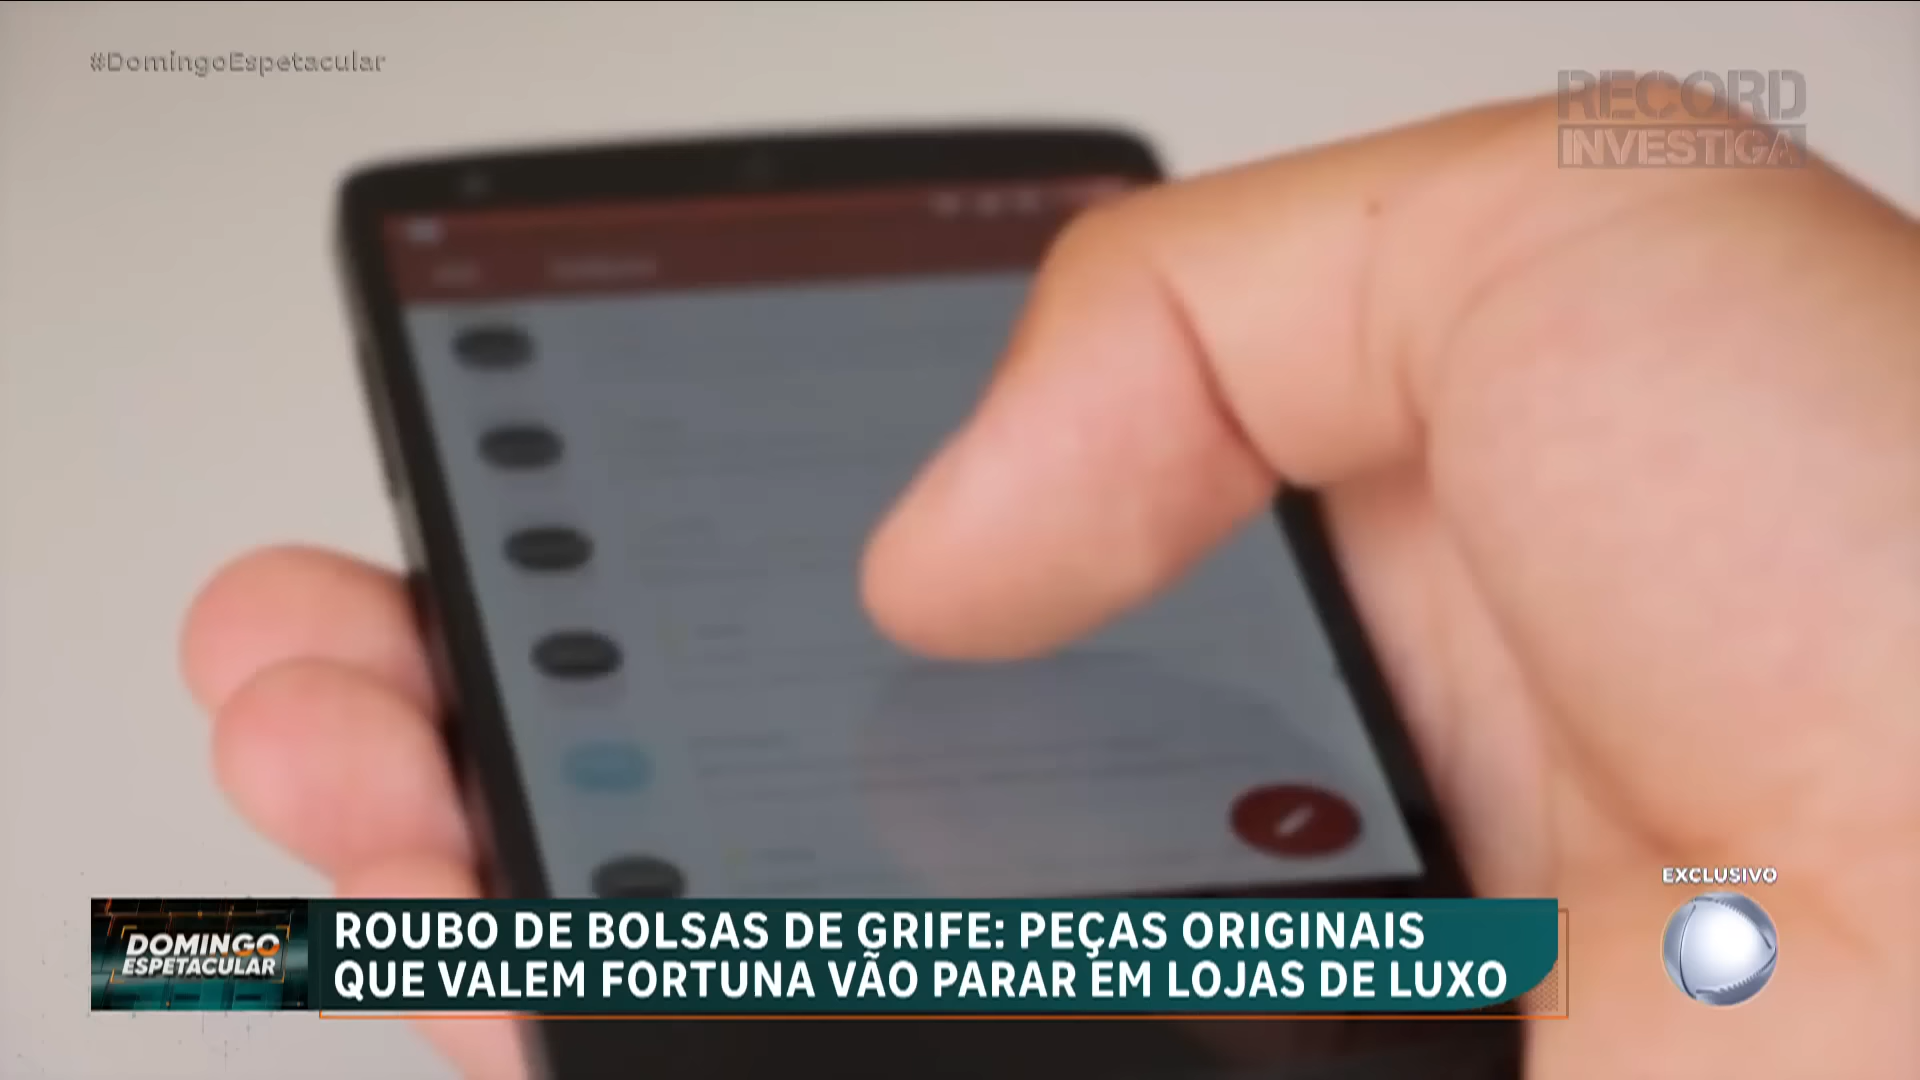 #DomingoEspetacular
RECORD
INVESTIGA
EXCLUSIVO
DOMINGO
ESPETACULAR
ROUBO DE BOLSAS DE GRIFE: PEÇAS ORIGINAIS
QUE VALEM FORTUNA VÃO PARAR EM LOJAS DE LUXO